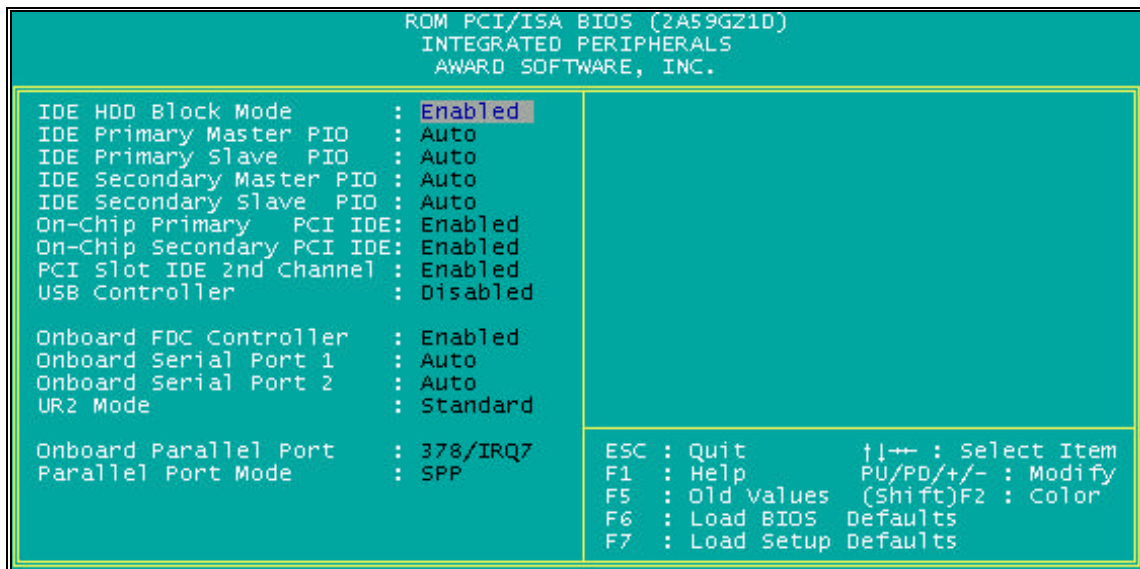 ROM PCI/ISA BIOS (2A59GZ1D)
INTEGRATED PERIPHERALS
AWARD SOFTWARE, INC.
IDE HDD Block Mode : Enabled
IDE Primary Master PIO : Auto
IDE Primary Slave PIO : Auto
IDE Secondary Master PIO : Auto
IDE Secondary Slave PIO : Auto
On-Chip Primary PCI IDE: Enabled
On-Chip Secondary PCI IDE: Enabled
PCI Slot IDE 2nd Channel : Enabled
USB Controller : Disabled
Onboard FDC Controller : Enabled
Onboard Serial Port 1 : Auto
Onboard Serial Port 2 : Auto
UR2 Mode : Standard
Onboard Parallel Port : 378/IRQ7
Parallel Port Mode : SPP
ESC : Quit ↑↓→← : Select Item
F1 : Help PU/PD/+/- : Modify
F5 : Old Values (Shift)F2 : Color
F6 : Load BIOS Defaults
F7 : Load Setup Defaults